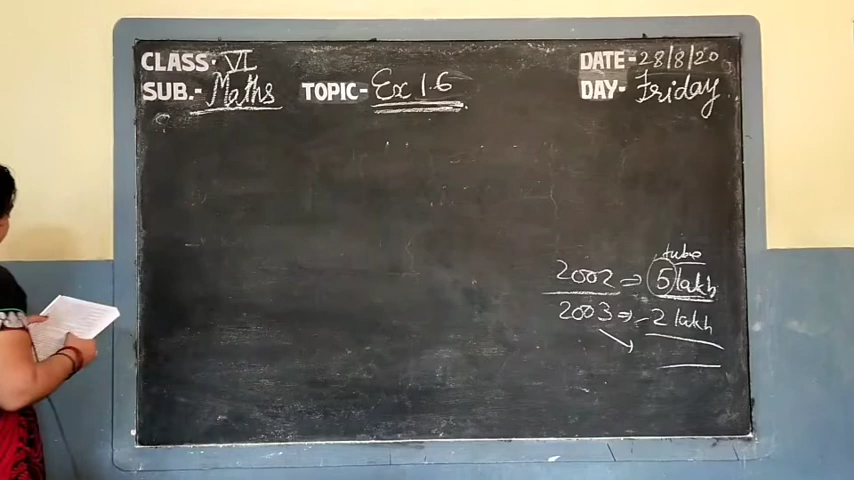 CLASS- VI
SUB.- Maths
TOPIC- Ex 1.6
DATE- 28/8/20
DAY- Friday
tubo
2002 ⇒ 5 lakh
2003 ⇒ -2 lakh